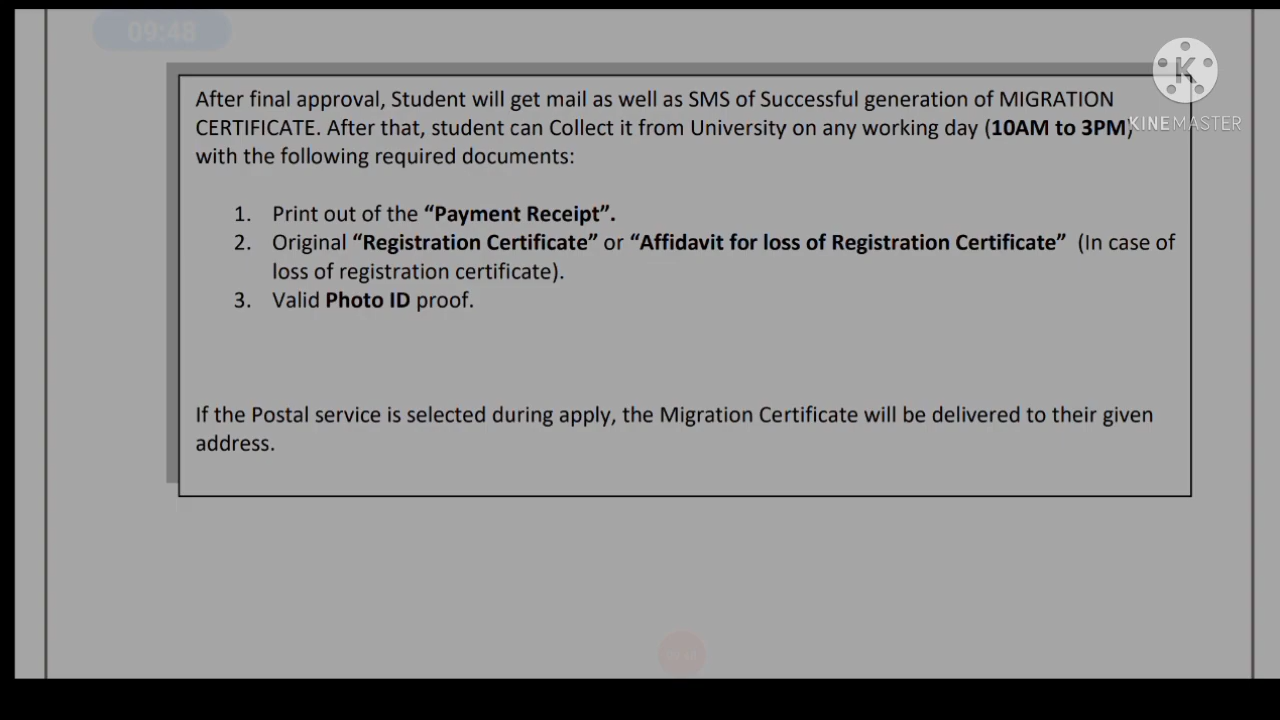 09:48
After final approval, Student will get mail as well as SMS of Successful generation of MIGRATION
CERTIFICATE. After that, student can Collect it from University on any working day (10AM to 3PM)
with the following required documents:
1. Print out of the “Payment Receipt”.
2. Original “Registration Certificate” or “Affidavit for loss of Registration Certificate” (In case of
loss of registration certificate).
3. Valid Photo ID proof.
If the Postal service is selected during apply, the Migration Certificate will be delivered to their given
address.
K
KINEMASTER